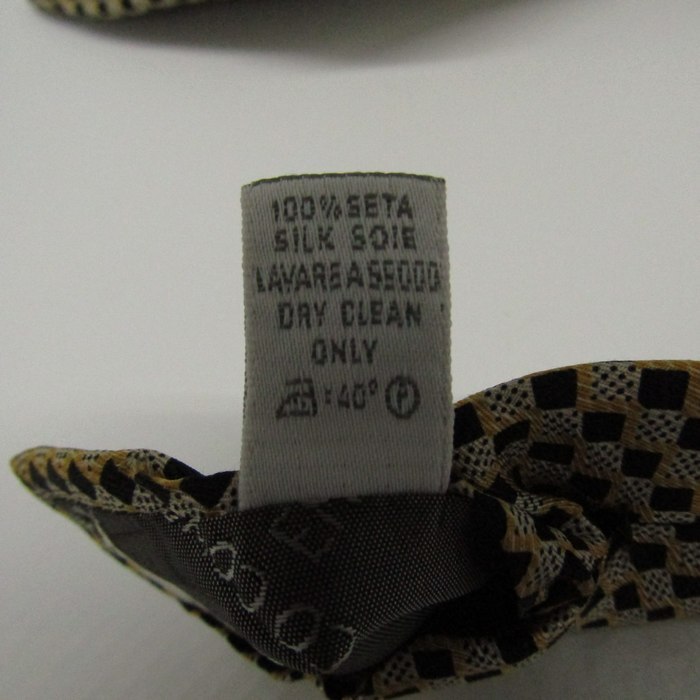 100% SETA
SILK SOIE
LAVARE A SECCO
DRY CLEAN
ONLY
40° P